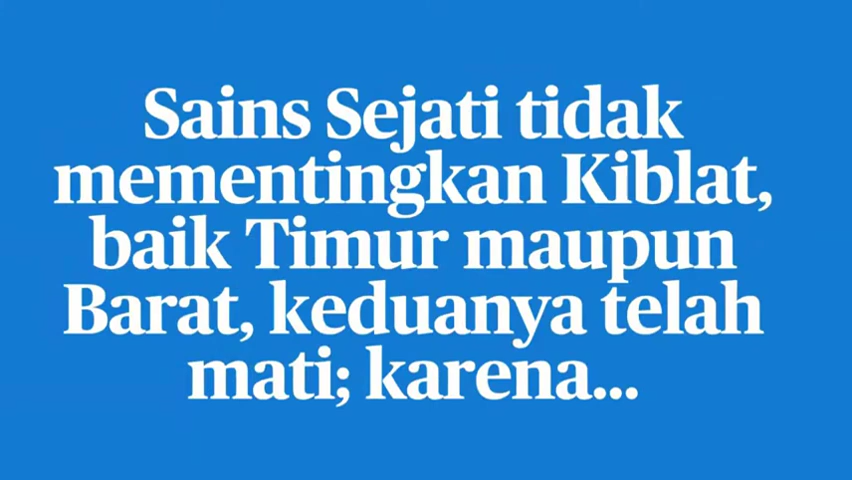 Sains Sejati tidak
mementingkan Kiblat,
baik Timur maupun
Barat, keduanya telah
mati; karena...